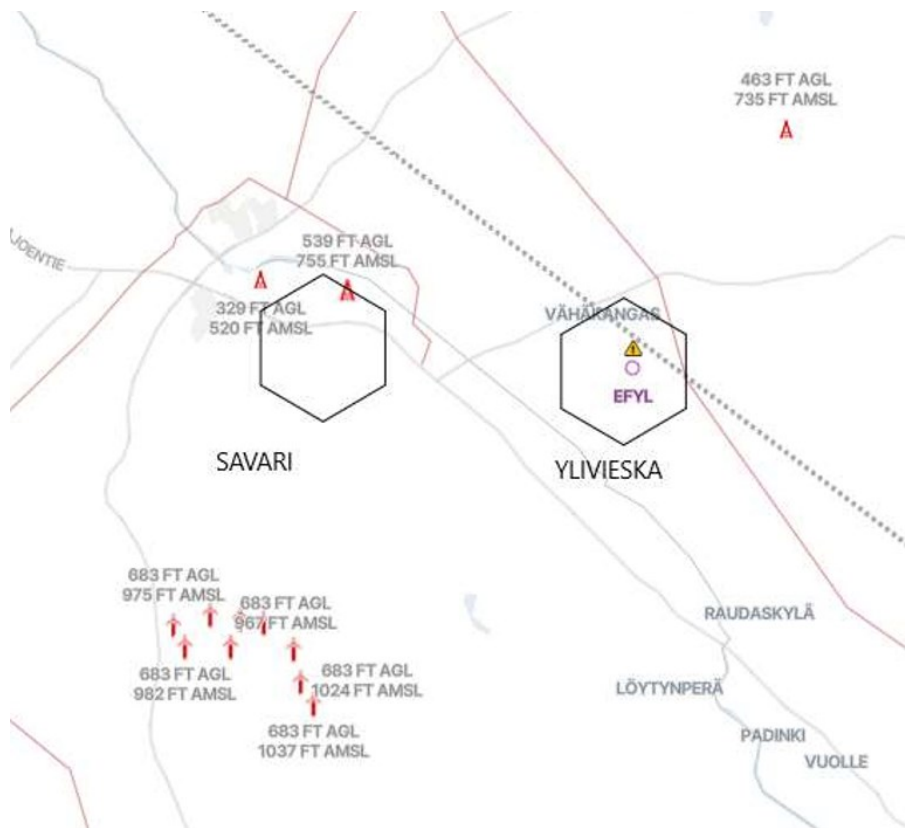 463 FT AGL
735 FT AMSL
JOENTIE
539 FT AGL
755 FT AMSL
329 FT AGL
520 FT AMSL
VÄHÄKANGAS
EFYL
SAVARI
YLIVIESKA
683 FT AGL
975 FT AMSL
683 FT AGL
967 FT AMSL
683 FT AGL
982 FT AMSL
683 FT AGL
1024 FT AMSL
683 FT AGL
1037 FT AMSL
RAUDASKYLÄ
LÖYTYNPERÄ
PADINKI
VUOLLE